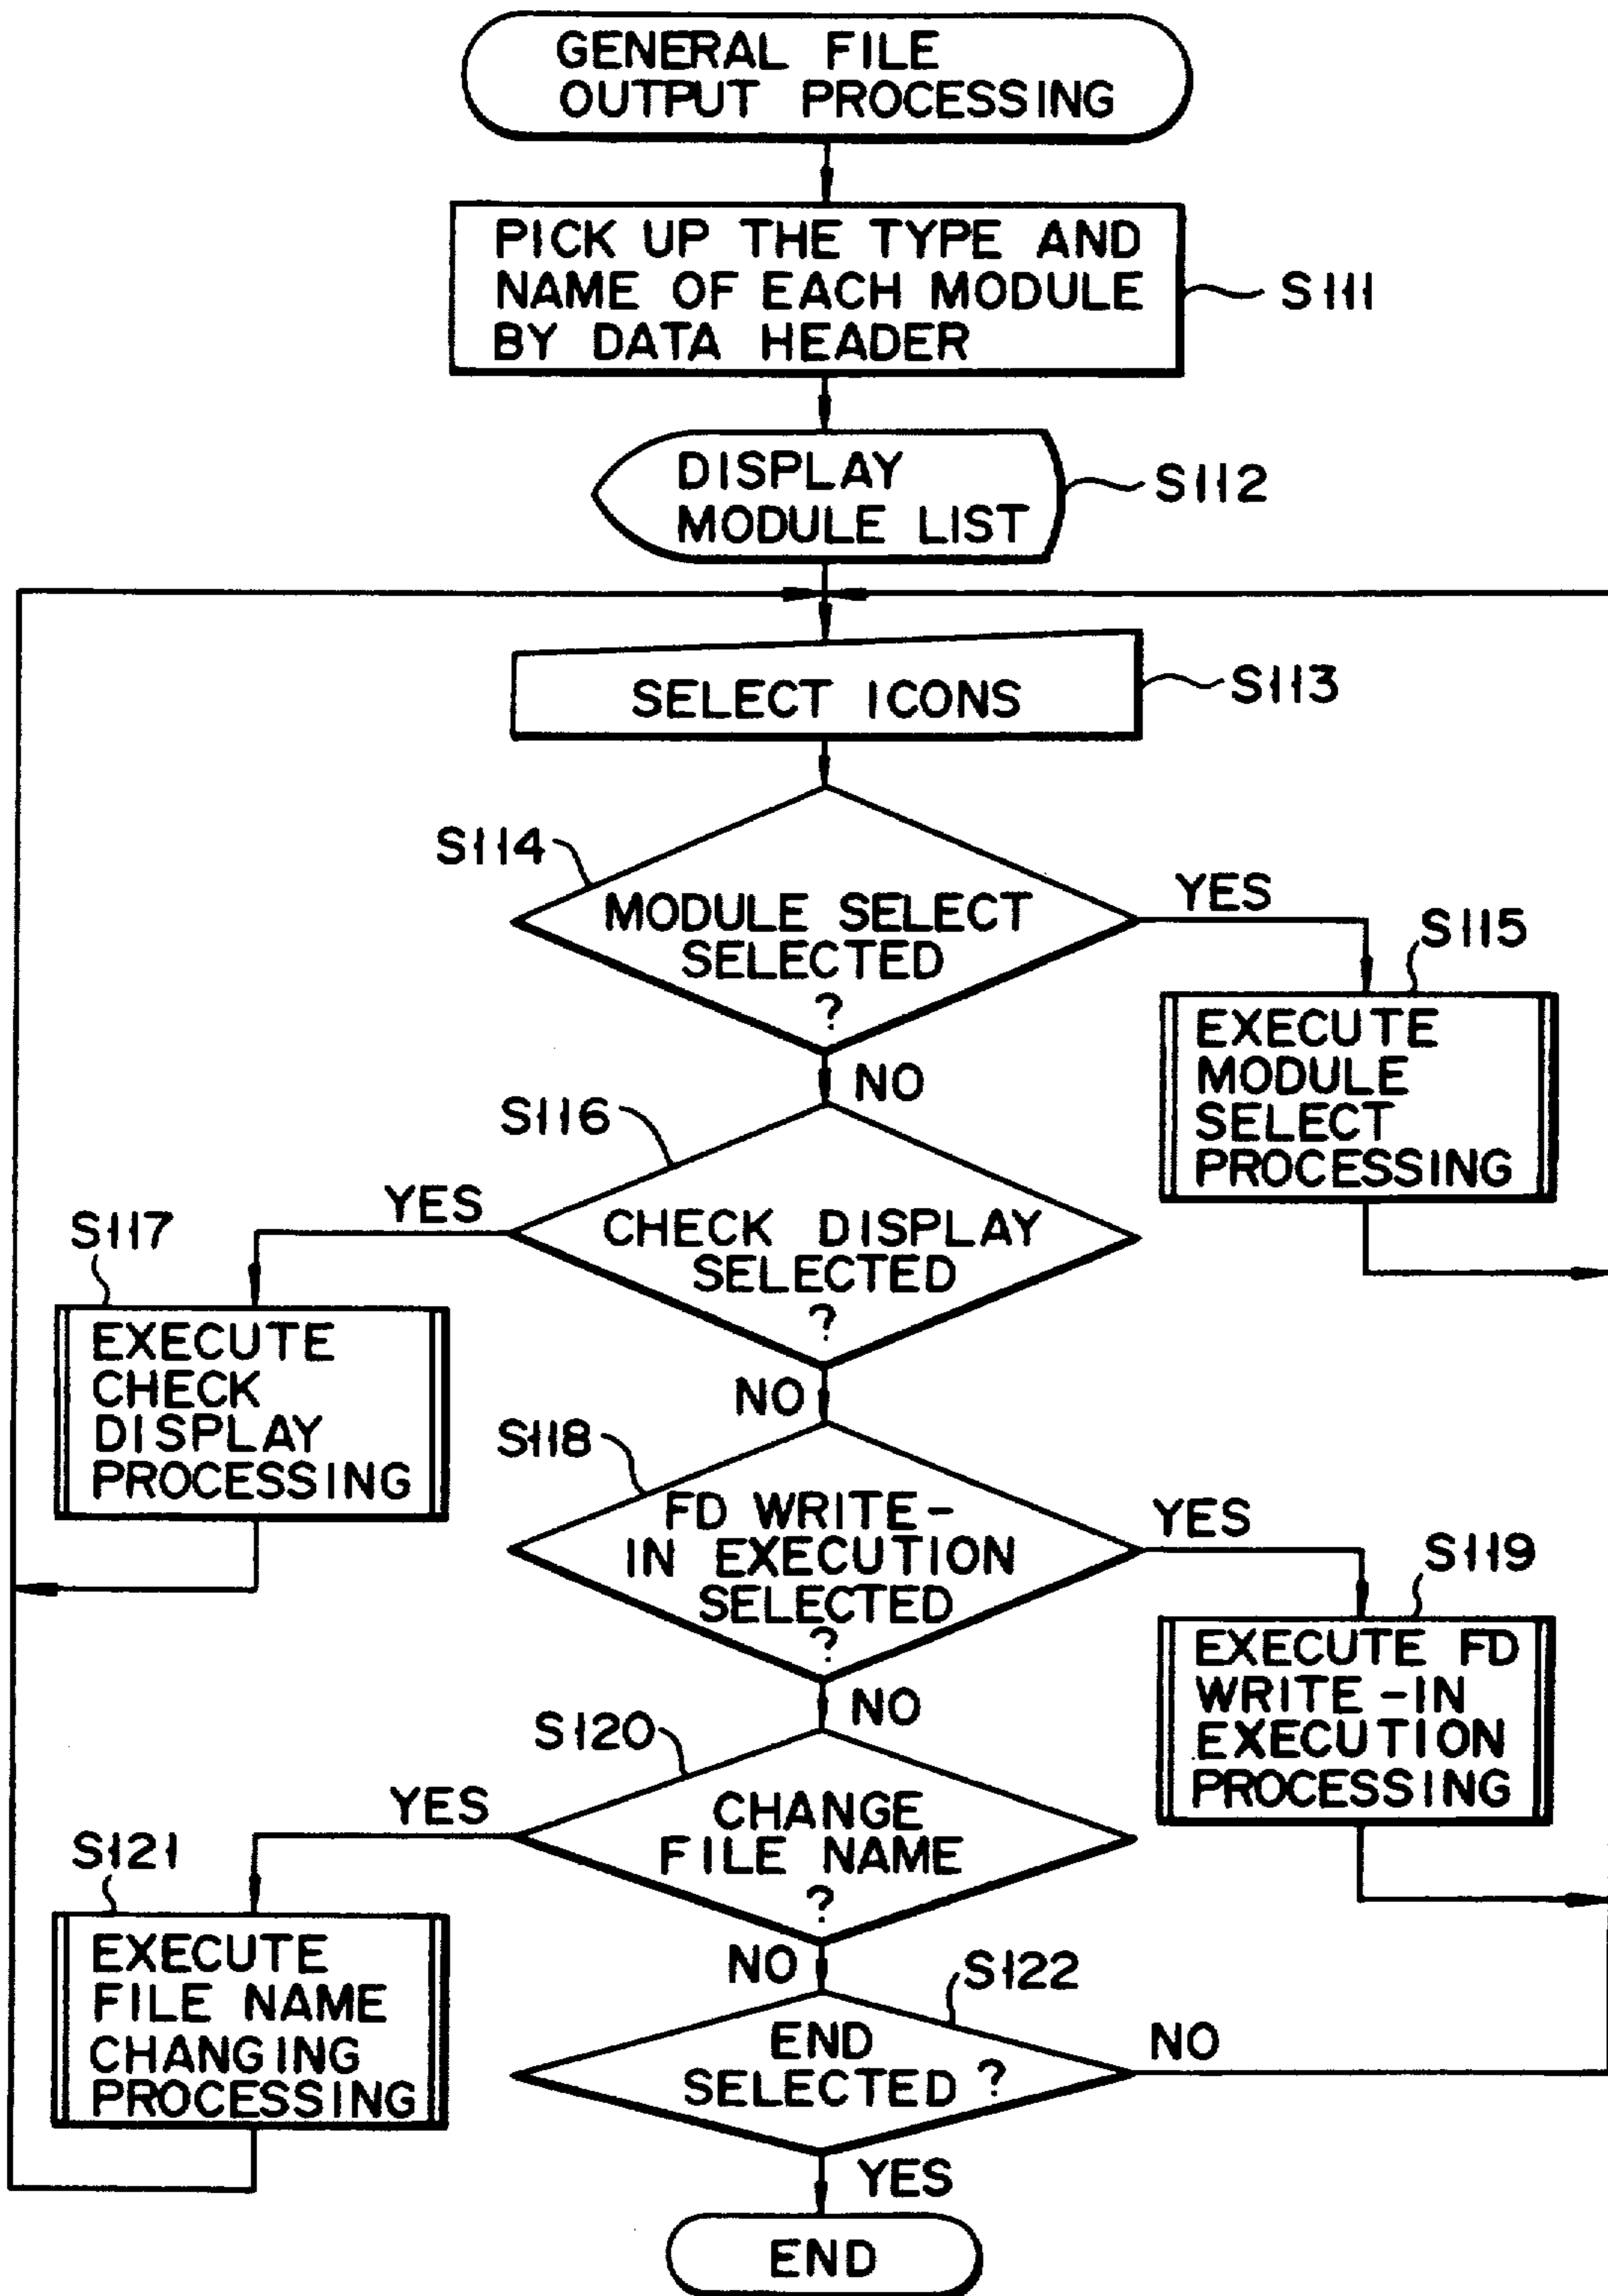 GENERAL FILE
OUTPUT PROCESSING
PICK UP THE TYPE AND
NAME OF EACH MODULE
BY DATA HEADER
S111
DISPLAY
MODULE LIST
S112
SELECT ICONS
S113
S114
MODULE SELECT
SELECTED
?
YES
S115
EXECUTE
MODULE
SELECT
PROCESSING
NO
S116
CHECK DISPLAY
SELECTED
?
YES
S117
EXECUTE
CHECK
DISPLAY
PROCESSING
NO
S118
FD WRITE-
IN EXECUTION
SELECTED
?
YES
S119
EXECUTE FD
WRITE-IN
EXECUTION
PROCESSING
NO
S120
CHANGE
FILE NAME
?
YES
S121
EXECUTE
FILE NAME
CHANGING
PROCESSING
NO
S122
END
SELECTED ?
NO
YES
END